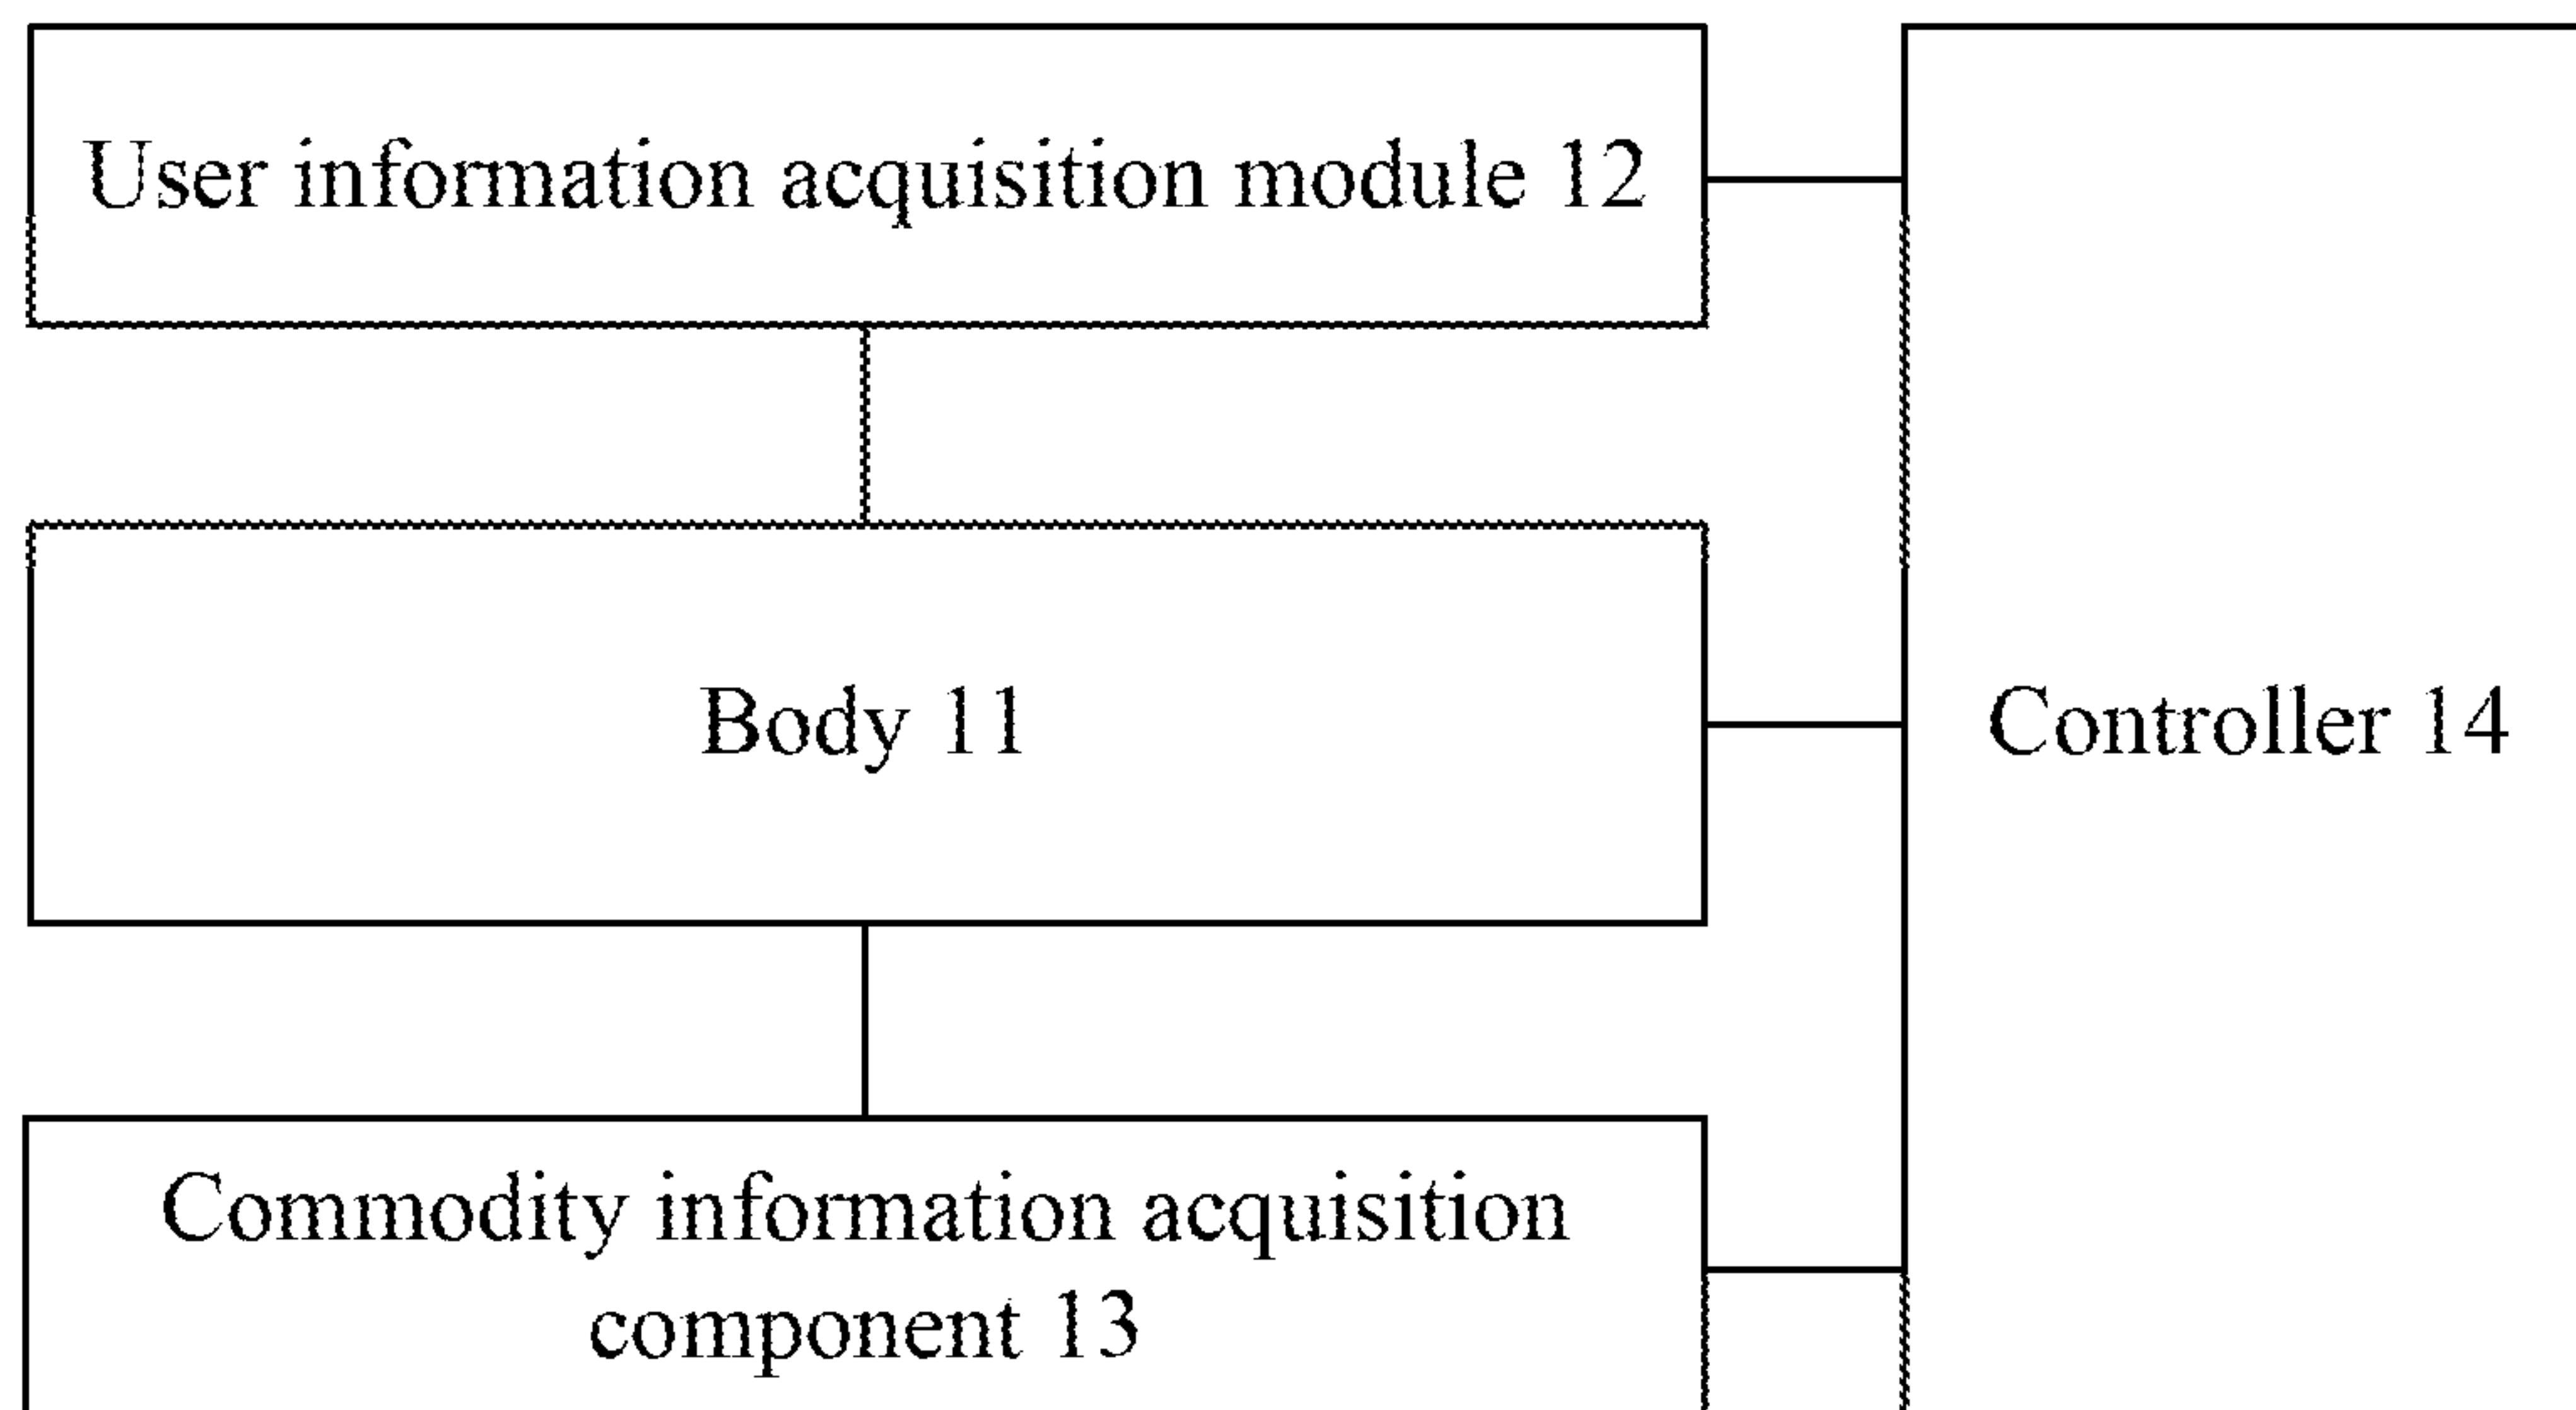 User information acquisition module 12
Body 11
Controller 14
Commodity information acquisition
component 13